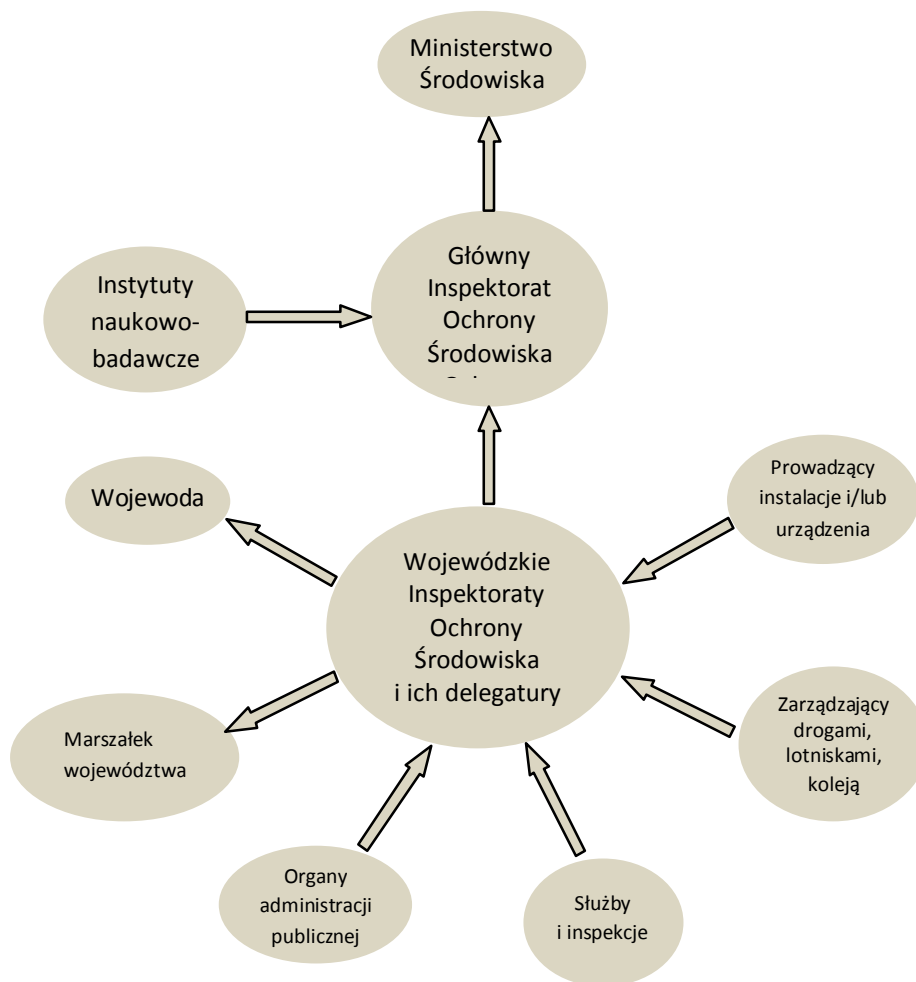 Ministerstwo
Środowiska
Główny
Inspektorat
Ochrony
Środowiska
Instytuty
naukowo-
badawcze
Wojewoda
Prowadzący
instalacje i/lub
urządzenia
Wojewódzkie
Inspektoraty
Ochrony
Środowiska
i ich delegatury
Marszałek
województwa
Zarządzający
drogami,
lotniskami,
koleją
Organy
administracji
publicznej
Służby
i inspekcje